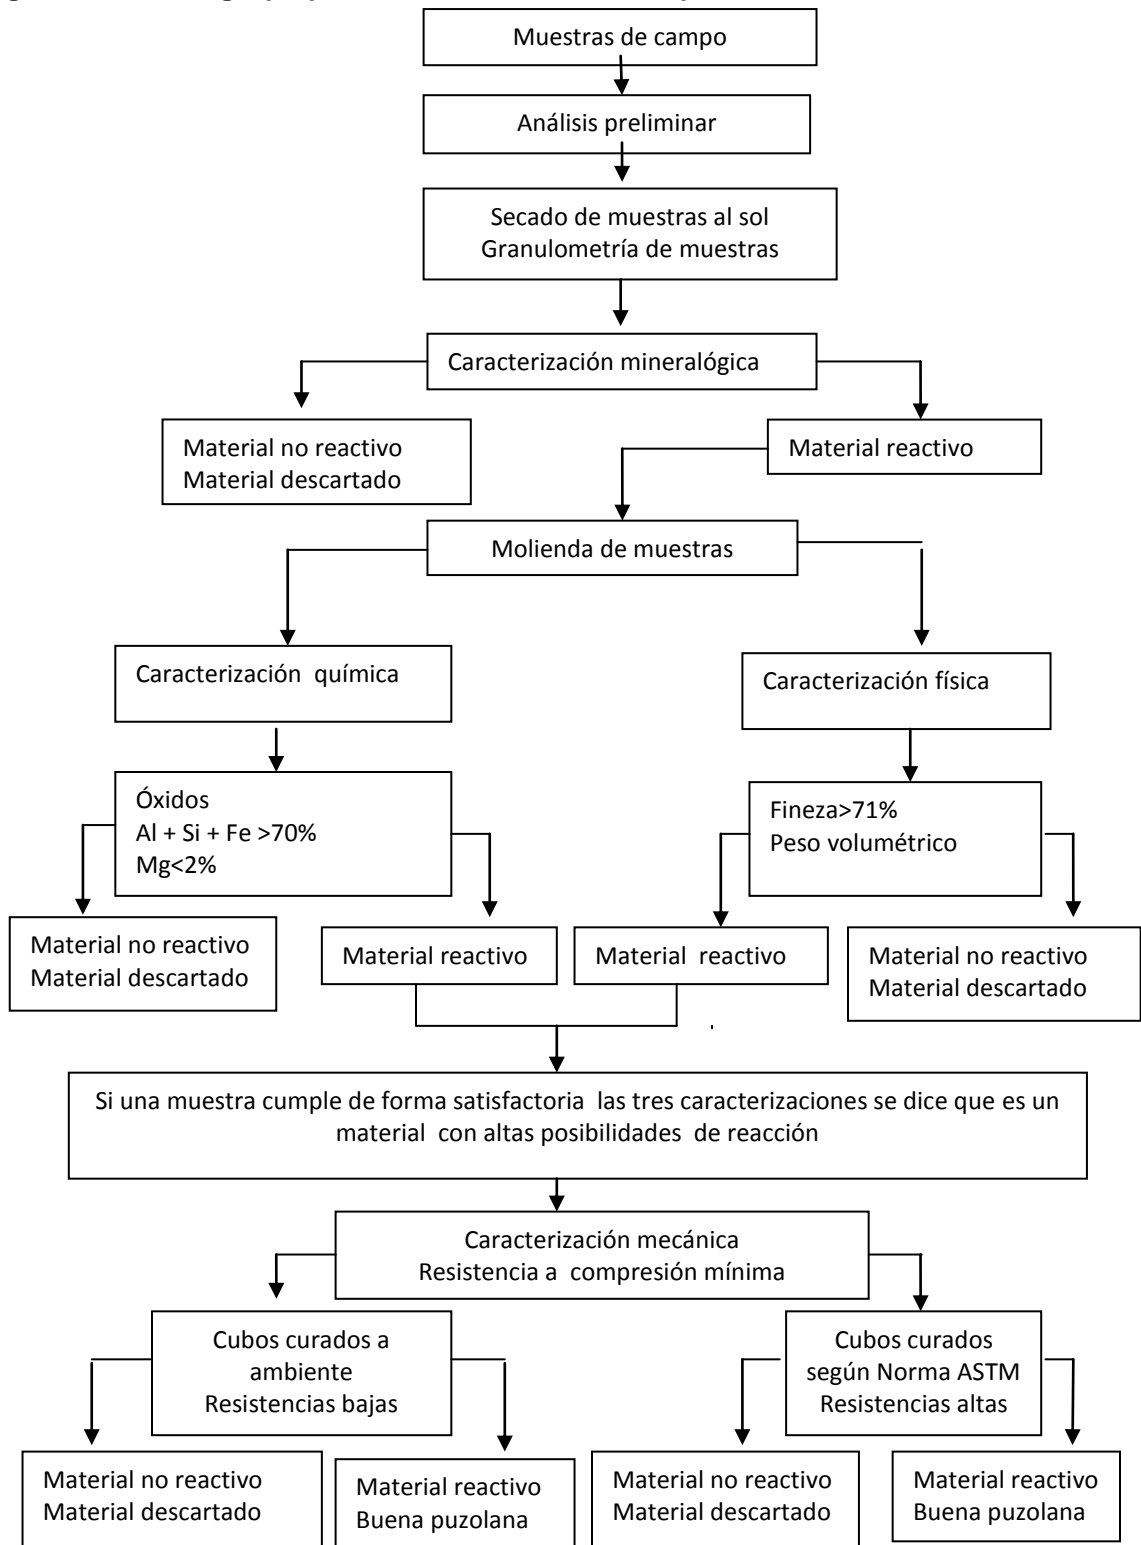 Muestras de campo
Análisis preliminar
Secado de muestras al sol
Granulometría de muestras
Caracterización mineralógica
Material no reactivo
Material descartado
Material reactivo
Molienda de muestras
Caracterización química
Caracterización física
Óxidos
Al + Si + Fe >70%
Mg<2%
Fineza>71%
Peso volumétrico
Material no reactivo
Material descartado
Material reactivo
Material reactivo
Material no reactivo
Material descartado
Si una muestra cumple de forma satisfactoria las tres caracterizaciones se dice que es un
material con altas posibilidades de reacción
Caracterización mecánica
Resistencia a compresión mínima
Cubos curados a
ambiente
Resistencias bajas
Cubos curados
según Norma ASTM
Resistencias altas
Material no reactivo
Material descartado
Material reactivo
Buena puzolana
Material no reactivo
Material descartado
Material reactivo
Buena puzolana